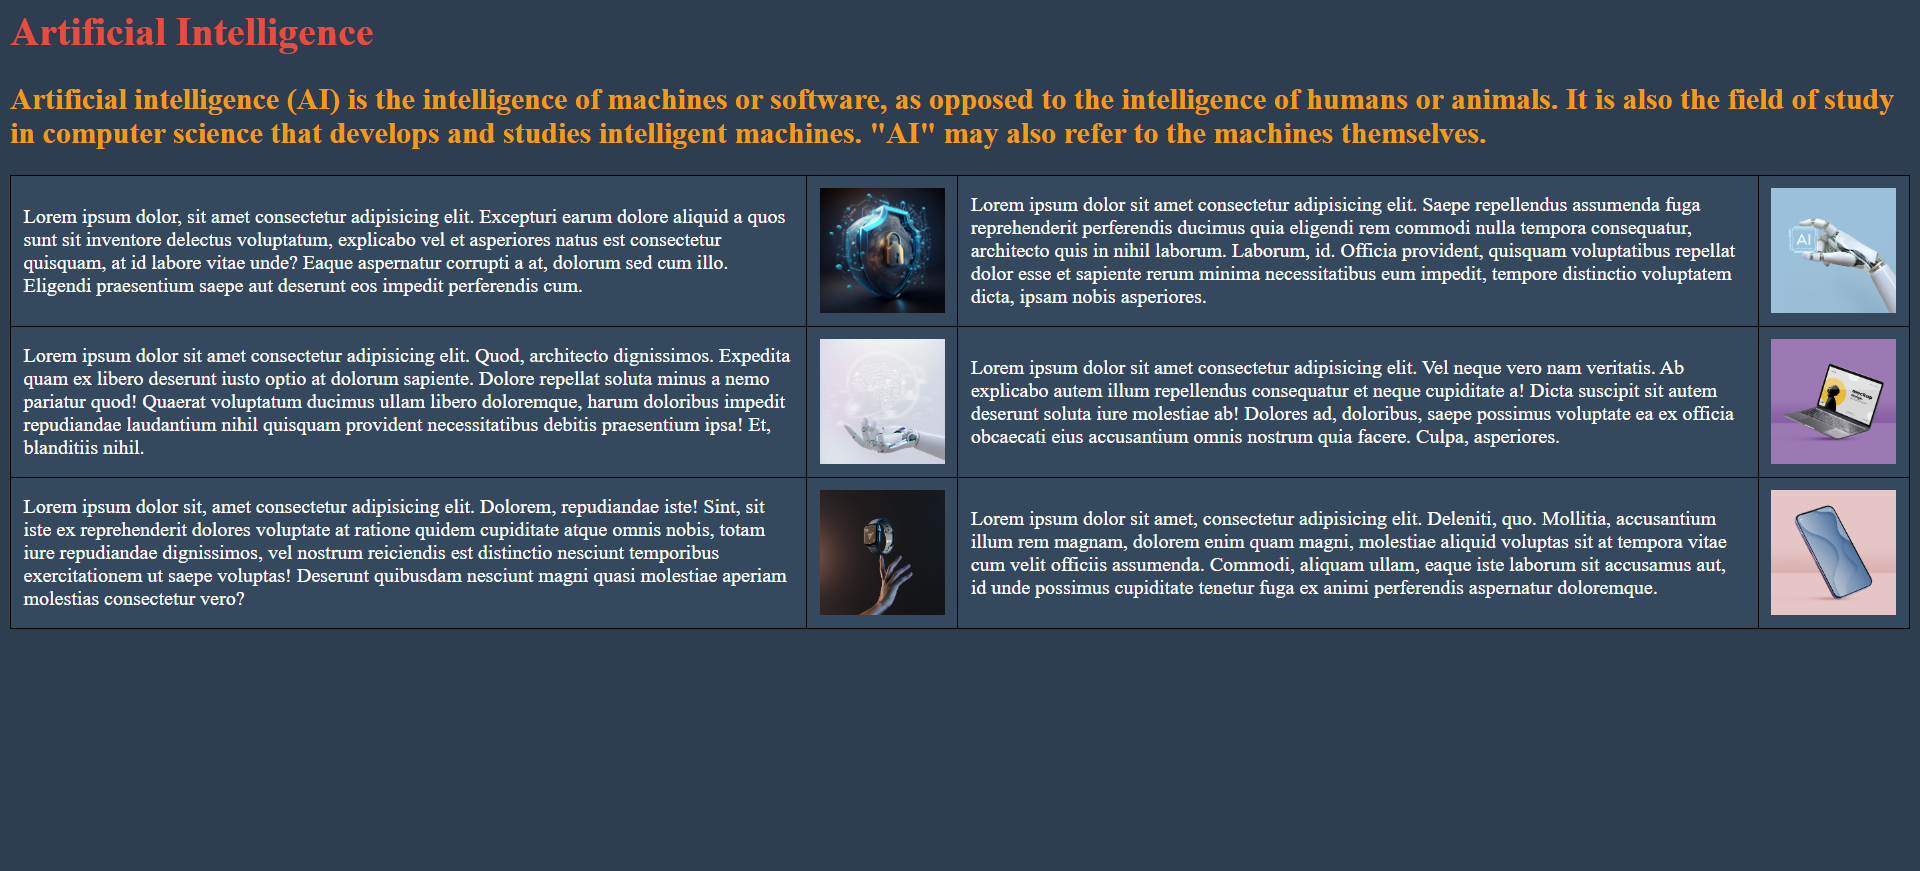 Artificial Intelligence
Artificial intelligence (AI) is the intelligence of machines or software, as opposed to the intelligence of humans or animals. It is also the field of study
in computer science that develops and studies intelligent machines. "AI" may also refer to the machines themselves.
Lorem ipsum dolor, sit amet consectetur adipisicing elit. Excepturi earum dolore aliquid a quos
sunt sit inventore delectus voluptatum, explicabo vel et asperiores natus est consectetur
quisquam, at id labore vitae unde? Eaque aspernatur corrupti a at, dolorum sed cum illo.
Eligendi praesentium saepe aut deserunt eos impedit perferendis cum.
Lorem ipsum dolor sit amet consectetur adipisicing elit. Saepe repellendus assumenda fuga
reprehenderit perferendis ducimus quia eligendi rem commodi nulla tempora consequatur,
architecto quis in nihil laborum. Laborum, id. Officia provident, quisquam voluptatibus repellat
dolor esse et sapiente rerum minima necessitatibus eum impedit, tempore distinctio voluptatem
dicta, ipsam nobis asperiores.
AI
Lorem ipsum dolor sit amet consectetur adipisicing elit. Quod, architecto dignissimos. Expedita
quam ex libero deserunt iusto optio at dolorum sapiente. Dolore repellat soluta minus a nemo
pariatur quod! Quaerat voluptatum ducimus ullam libero doloremque, harum doloribus impedit
repudiandae laudantium nihil quisquam provident necessitatibus debitis praesentium ipsa! Et,
blanditiis nihil.
Lorem ipsum dolor sit amet consectetur adipisicing elit. Vel neque vero nam veritatis. Ab
explicabo autem illum repellendus consequatur et neque cupiditate a! Dicta suscipit sit autem
deserunt soluta iure molestiae ab! Dolores ad, doloribus, saepe possimus voluptate ea ex officia
obcaecati eius accusantium omnis nostrum quia facere. Culpa, asperiores.
mockup
Lorem ipsum dolor sit, amet consectetur adipisicing elit. Dolorem, repudiandae iste! Sint, sit
iste ex reprehenderit dolores voluptate at ratione quidem cupiditate atque omnis nobis, totam
iure repudiandae dignissimos, vel nostrum reiciendis est distinctio nesciunt temporibus
exercitationem ut saepe voluptas! Deserunt quibusdam nesciunt magni quasi molestiae aperiam
molestias consectetur vero?
Lorem ipsum dolor sit amet, consectetur adipisicing elit. Deleniti, quo. Mollitia, accusantium
illum rem magnam, dolorem enim quam magni, molestiae aliquid voluptas sit at tempora vitae
cum velit officiis assumenda. Commodi, aliquam ullam, eaque iste laborum sit accusamus aut,
id unde possimus cupiditate tenetur fuga ex animi perferendis aspernatur doloremque.